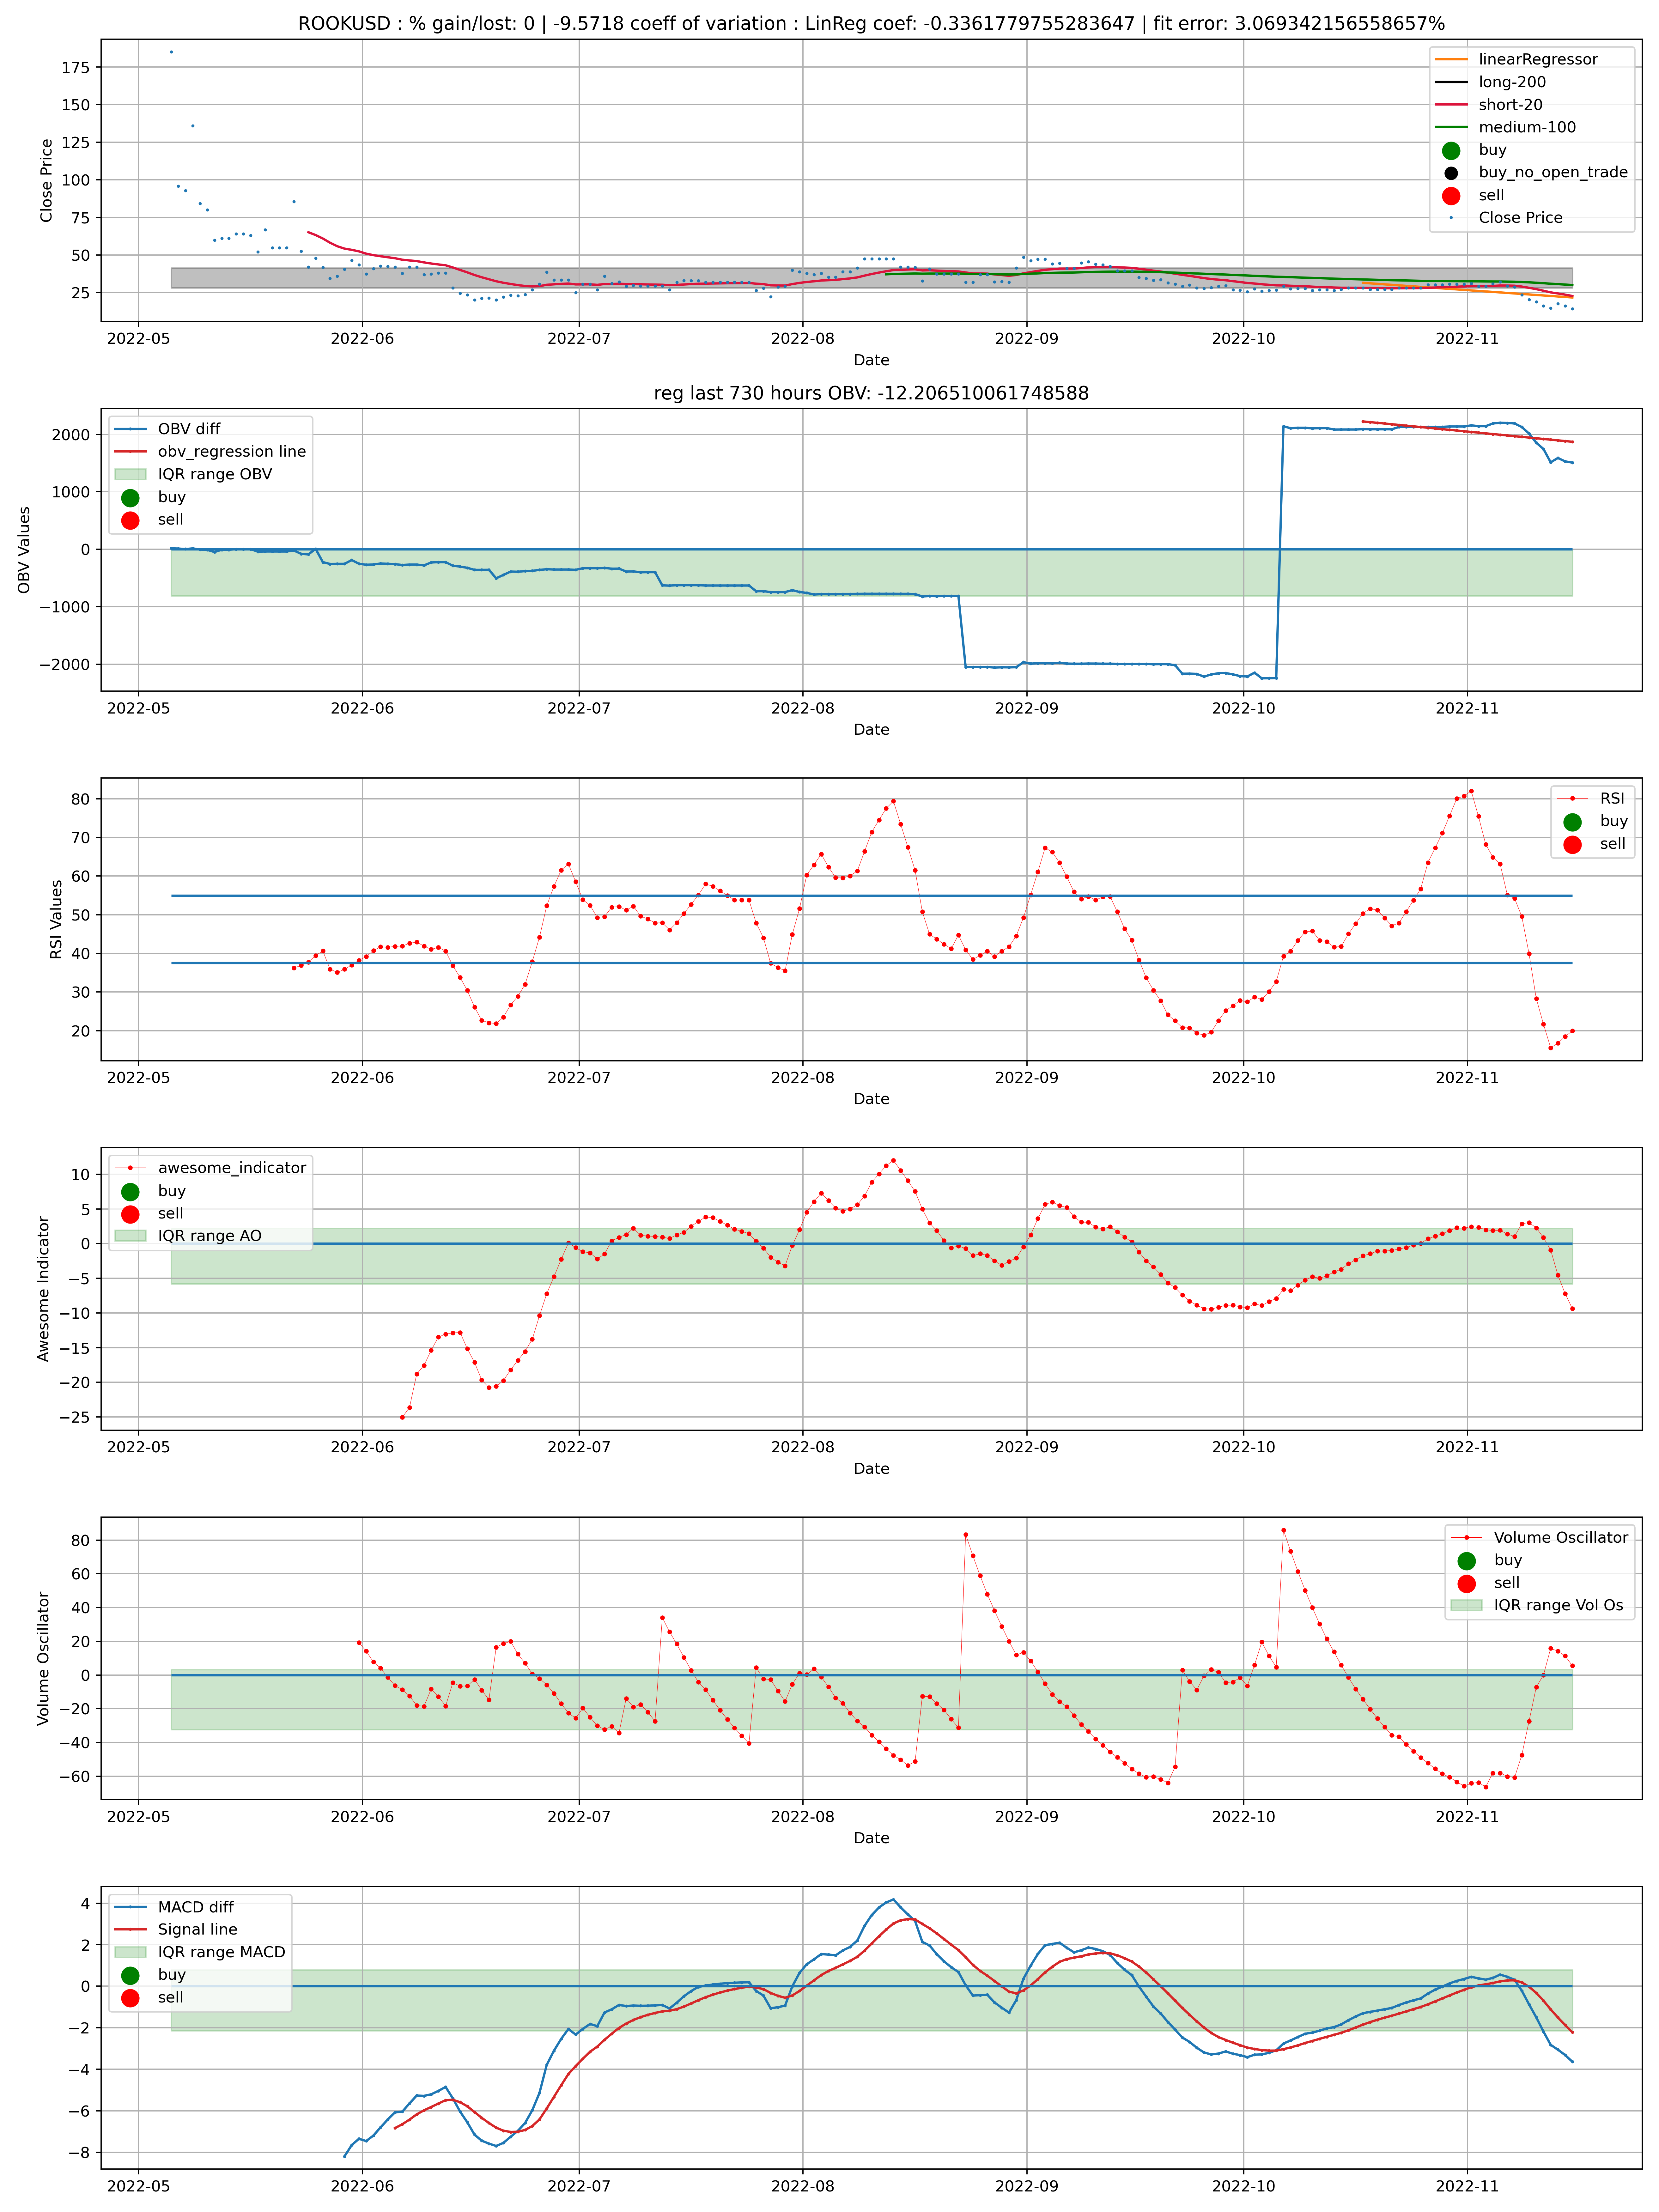 ROOKUSD : % gain/lost: 0 | -9.5718 coeff of variation : LinReg coef: -0.3361779755283647 | fit error: 3.069342156558657%
Close Price
175
150
125
100
75
50
25
linearRegressor
long-200
short-20
medium-100
buy
buy_no_open_trade
sell
Close Price
2022-05 2022-06 2022-07 2022-08 2022-09 2022-10 2022-11
Date
reg last 730 hours OBV: -12.206510061748588
OBV Values
2000
1000
0
−1000
−2000
OBV diff
obv_regression line
IQR range OBV
buy
sell
2022-05 2022-06 2022-07 2022-08 2022-09 2022-10 2022-11
Date
RSI Values
80
70
60
50
40
30
20
RSI
buy
sell
2022-05 2022-06 2022-07 2022-08 2022-09 2022-10 2022-11
Date
Awesome Indicator
10
5
0
−5
−10
−15
−20
−25
awesome_indicator
buy
sell
IQR range AO
2022-05 2022-06 2022-07 2022-08 2022-09 2022-10 2022-11
Date
Volume Oscillator
80
60
40
20
0
−20
−40
−60
Volume Oscillator
buy
sell
IQR range Vol Os
2022-05 2022-06 2022-07 2022-08 2022-09 2022-10 2022-11
Date
4
2
0
−2
−4
−6
−8
MACD diff
Signal line
IQR range MACD
buy
sell
2022-05 2022-06 2022-07 2022-08 2022-09 2022-10 2022-11